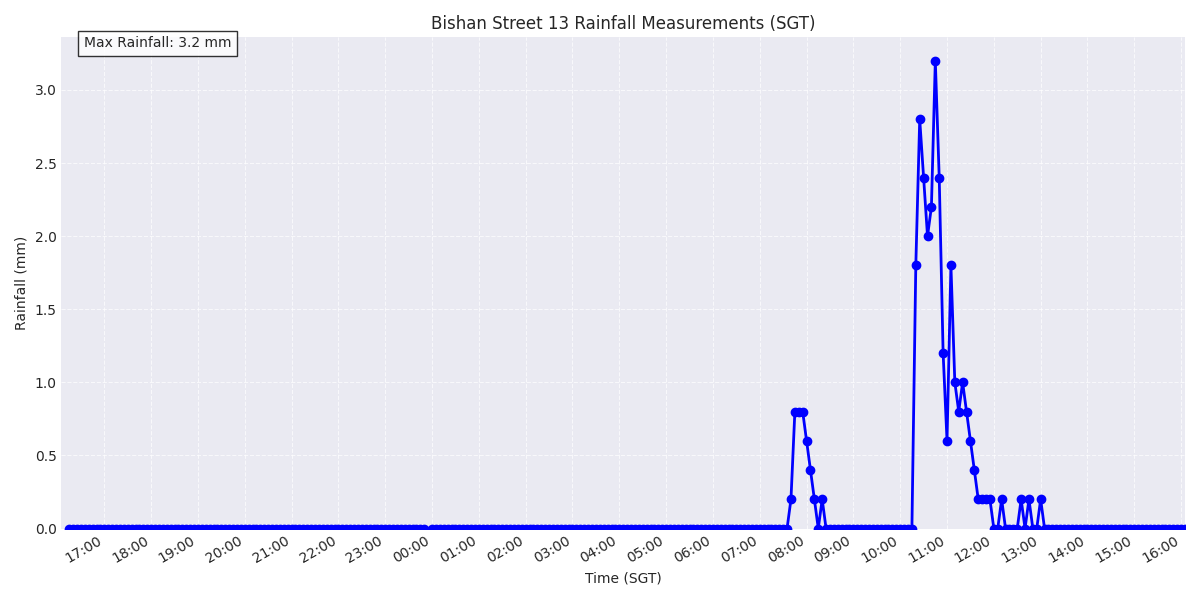 Bishan Street 13 Rainfall Measurements (SGT)
Max Rainfall: 3.2 mm
Rainfall (mm)
3.0
2.5
2.0
1.5
1.0
0.5
0.0
17:00 18:00 19:00 20:00 21:00 22:00 23:00 00:00 01:00 02:00 03:00 04:00 05:00 06:00 07:00 08:00 09:00 10:00 11:00 12:00 13:00 14:00 15:00 16:00
Time (SGT)